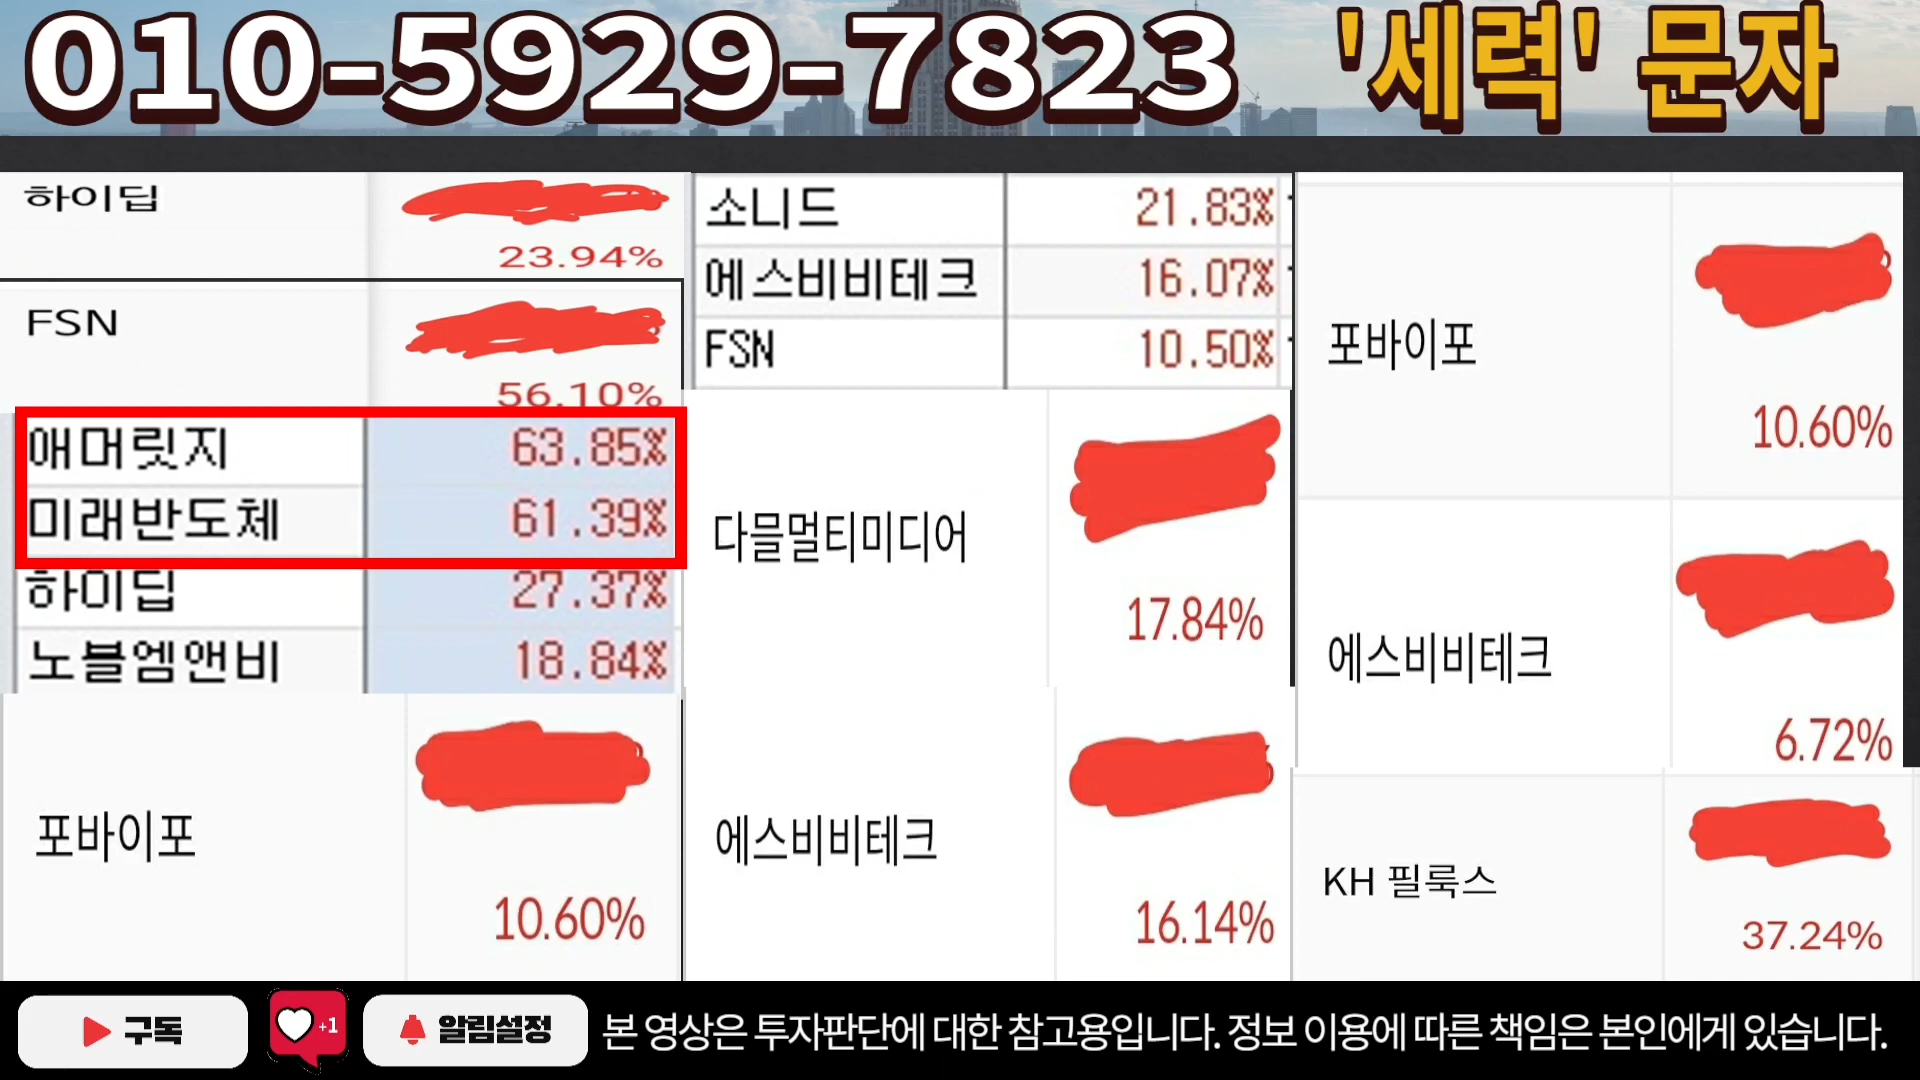 010-5929-7823 '세력' 문자
하이딥
23.94%
FSN
56.10%
애머릿지 63.85%
미래반도체 61.39%
하이딥 27.37%
노블엠앤비 18.84%
포바이포
10.60%
소니드 21.83%
에스비비테크 16.07%
FSN 10.50%
다믈멀티미디어
17.84%
에스비비테크
16.14%
포바이포
10.60%
에스비비테크
6.72%
KH 필룩스
37.24%
구독 +1 알림설정 본 영상은 투자판단에 대한 참고용입니다. 정보 이용에 따른 책임은 본인에게 있습니다.